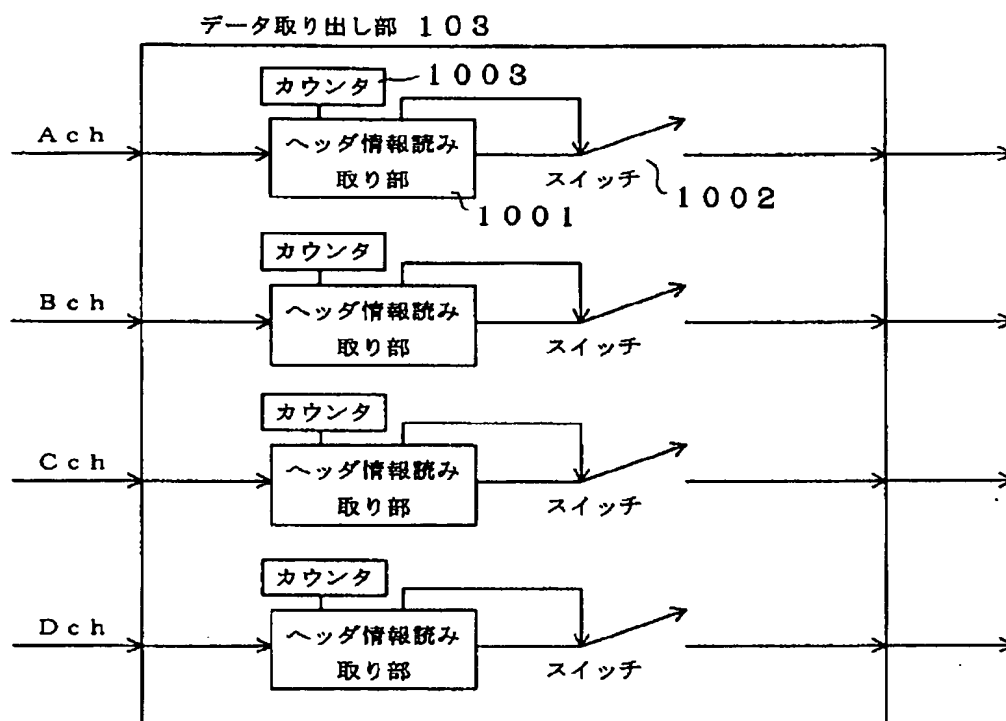 データ取り出し部 103
カウンタ
1003
Ach
ヘッダ情報読み
取り部
スイッチ
1002
1001
カウンタ
Bch
ヘッダ情報読み
取り部
スイッチ
カウンタ
Cch
ヘッダ情報読み
取り部
スイッチ
カウンタ
Dch
ヘッダ情報読み
取り部
スイッチ